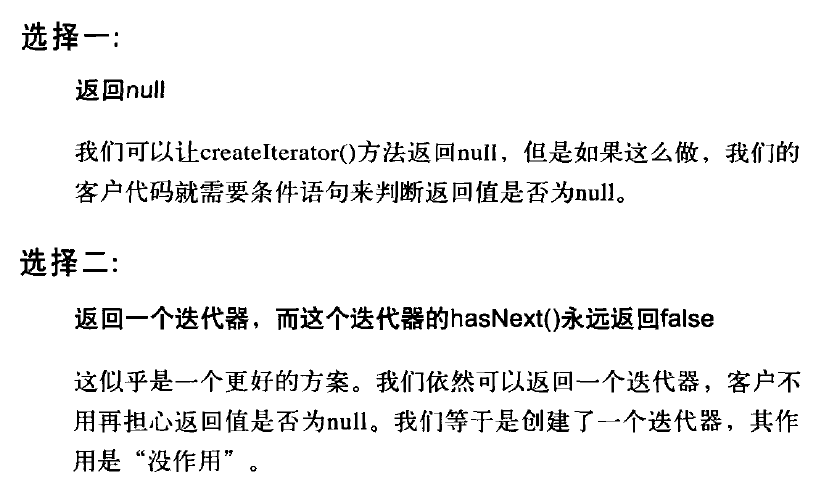 选择一:
返回null
我们可以让createIterator()方法返回null，但是如果这么做，我们的
客户代码就需要条件语句来判断返回值是否为null。
选择二:
返回一个迭代器，而这个迭代器的hasNext()永远返回false
这似乎是一个更好的方案。我们依然可以返回一个迭代器，客户不
用再担心返回值是否为null。我们等于是创建了一个迭代器，其作
用是“没作用”。